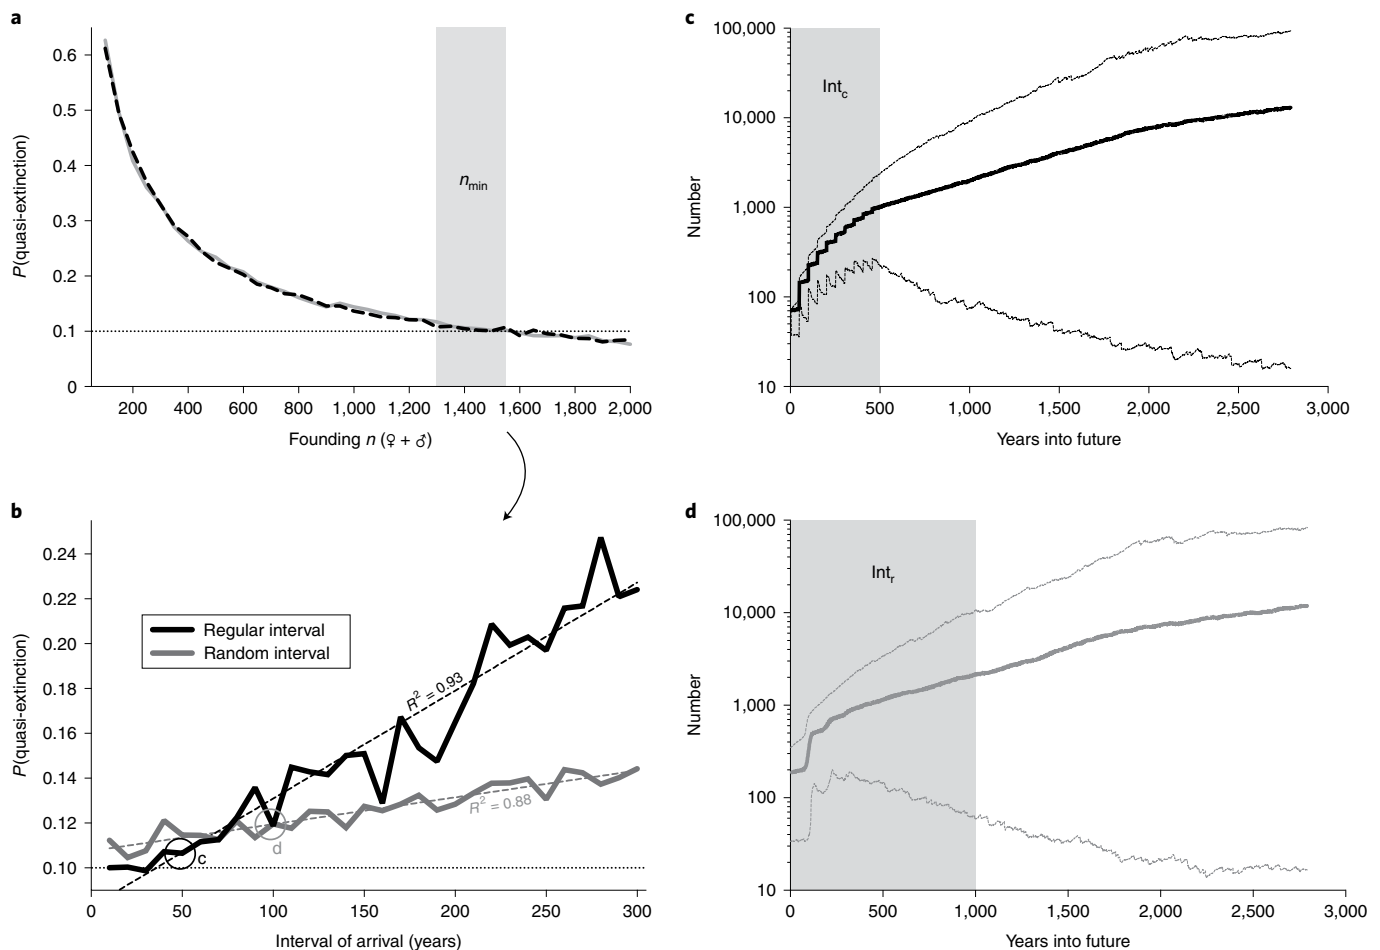 a
0.6
0.5
0.4
0.3
0.2
0.1
0
P(quasi-extinction)
n_min
200 400 600 800 1,000 1,200 1,400 1,600 1,800 2,000
Founding n (♀ + ♂)
b
0.24
0.22
0.20
0.18
0.16
0.14
0.12
0.10
P(quasi-extinction)
Regular interval
Random interval
R² = 0.93
R² = 0.88
c
d
0 50 100 150 200 250 300
Interval of arrival (years)
c
100,000
10,000
1,000
100
10
Number
Int_c
0 500 1,000 1,500 2,000 2,500 3,000
Years into future
d
100,000
10,000
1,000
100
10
Number
Int_r
0 500 1,000 1,500 2,000 2,500 3,000
Years into future